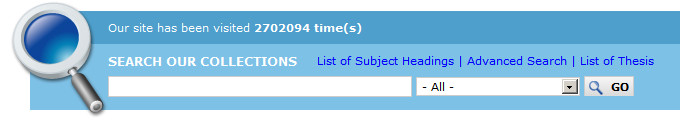 Our site has been visited 2702094 time(s)
SEARCH OUR COLLECTIONS List of Subject Headings | Advanced Search | List of Thesis
- All - GO